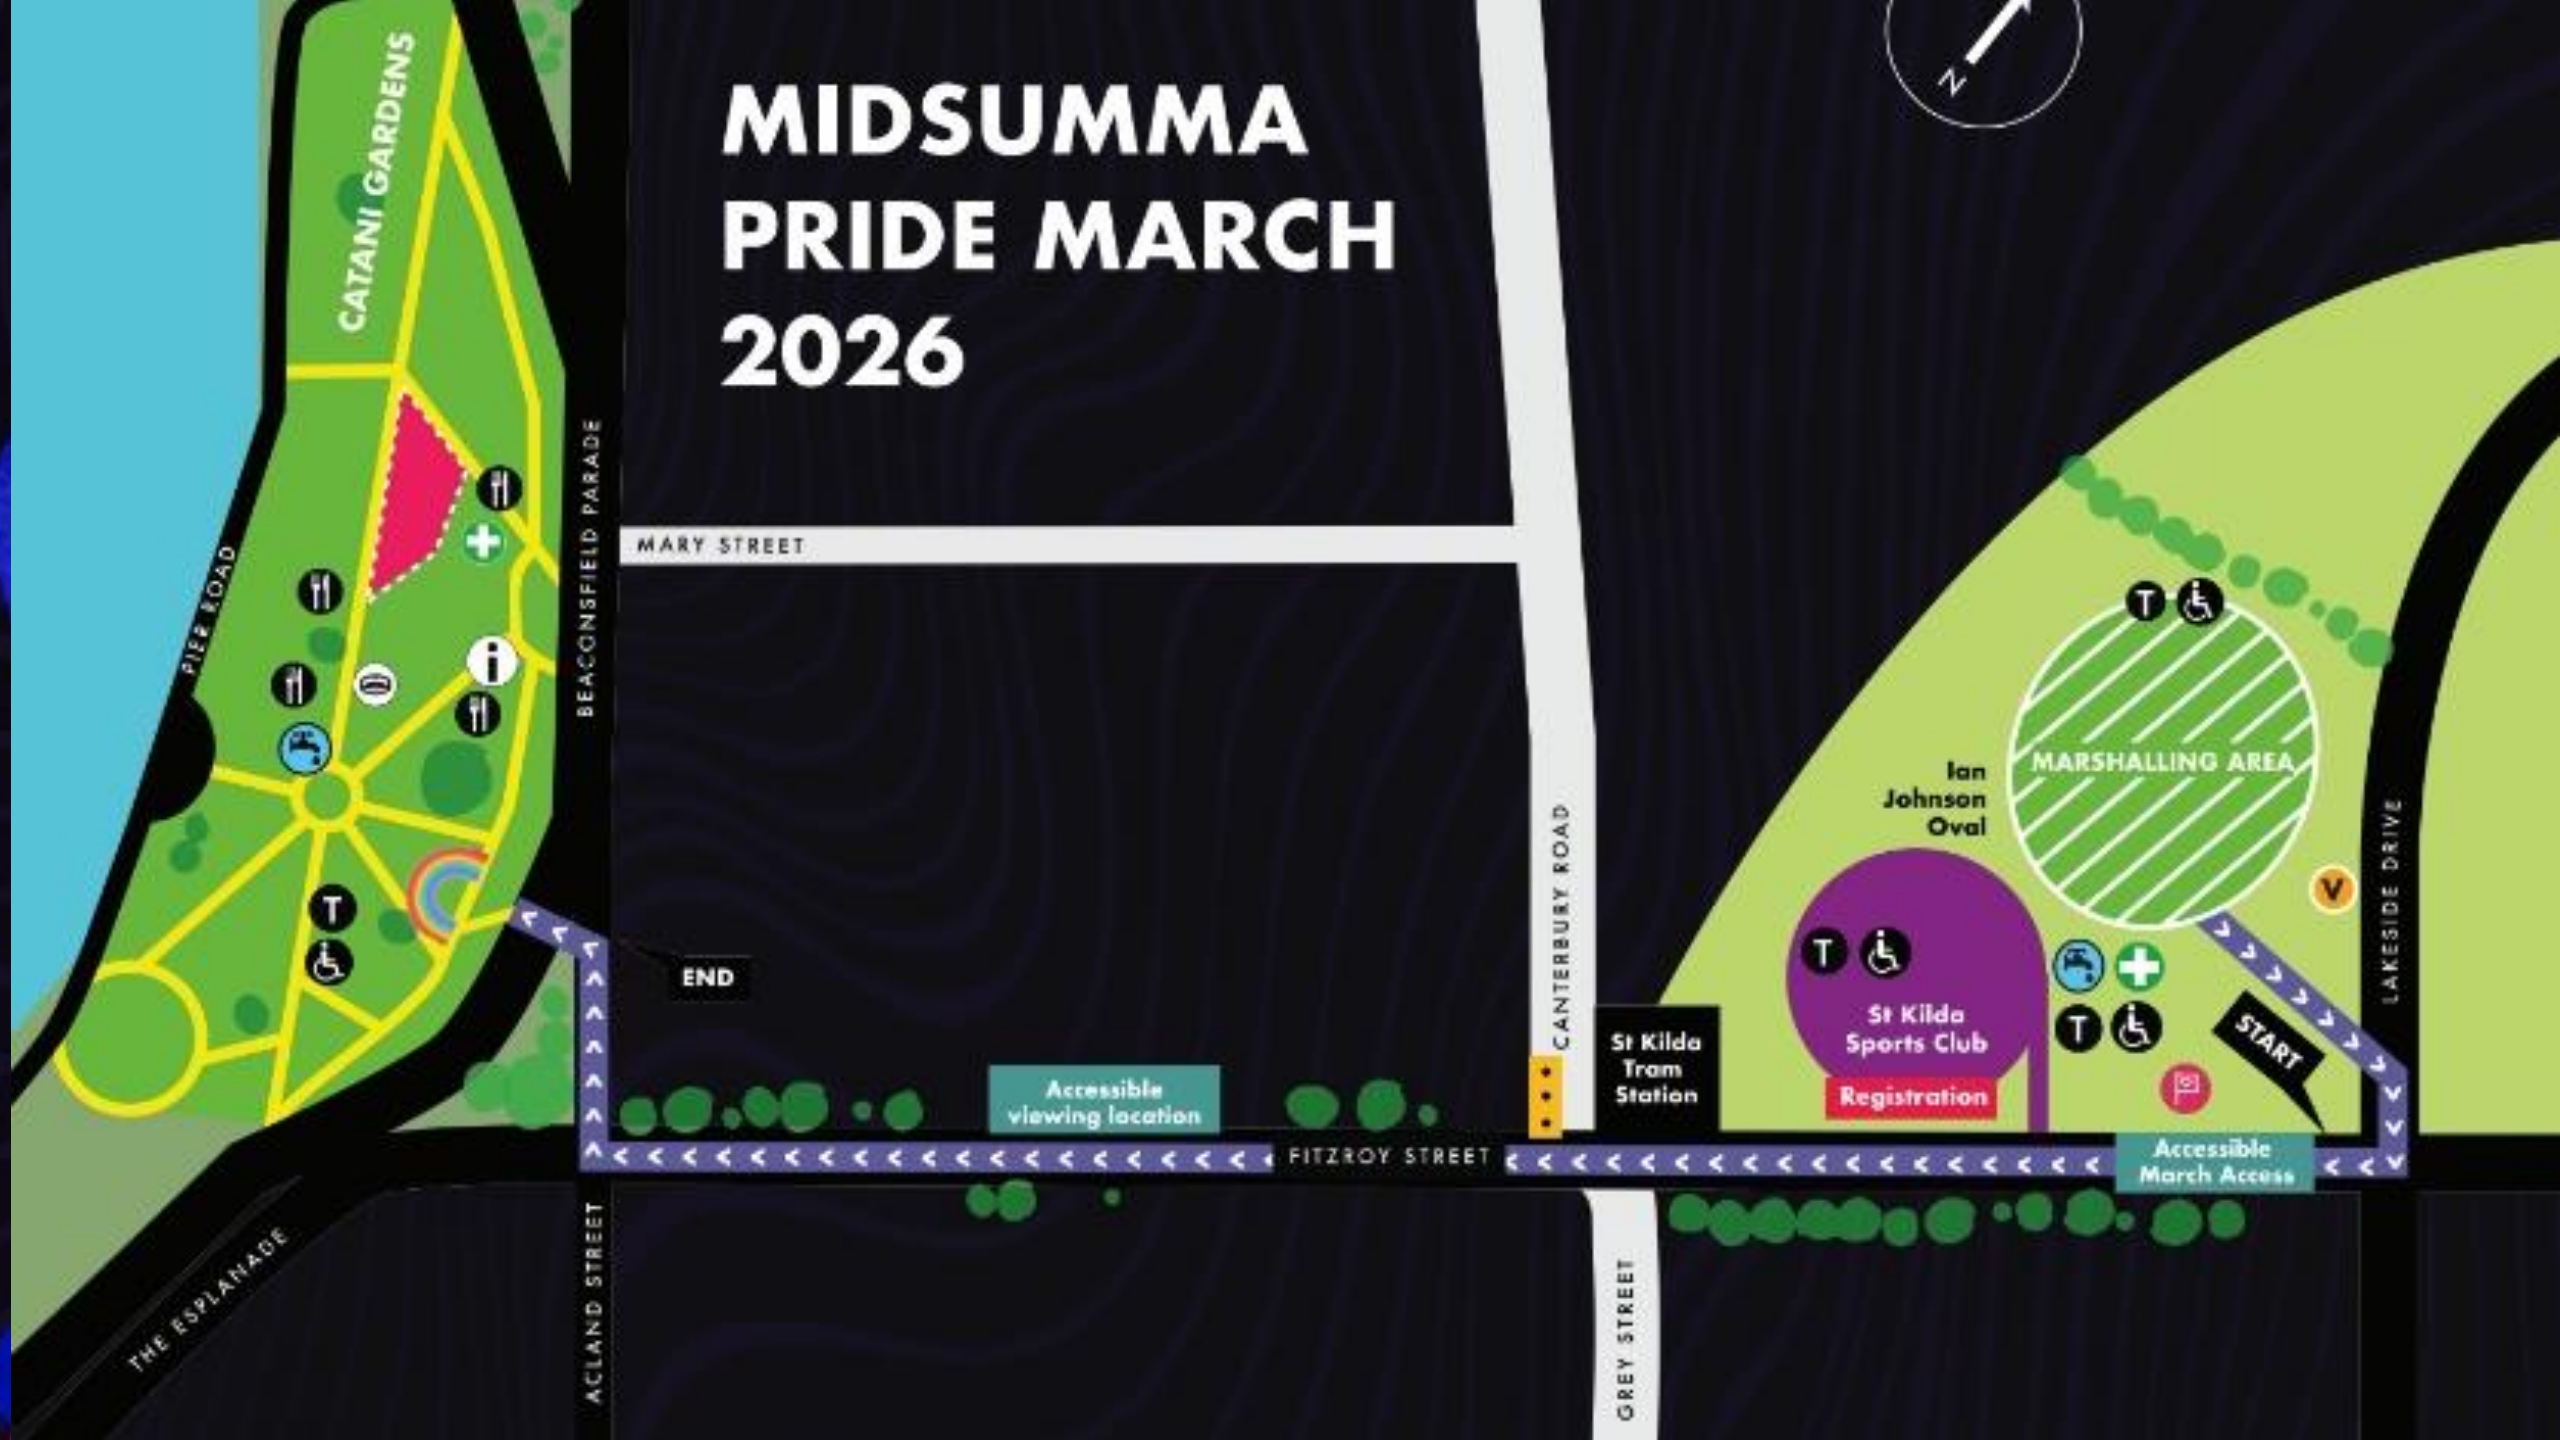 CATANI GARDENS
MIDSUMMA
PRIDE MARCH
2026
N
PIER ROAD
BEACONSFIELD PARADE
MARY STREET
T
i
MARSHALLING AREA
Ian
Johnson
Oval
CANTERBURY ROAD
LAKESIDE DRIVE
V
T
T
END
St Kilda
Tram
Station
St Kilda
Sports Club
Registration
T
START
Accessible
viewing location
FITZROY STREET
Accessible
March Access
THE ESPLANADE
ACLAND STREET
GREY STREET